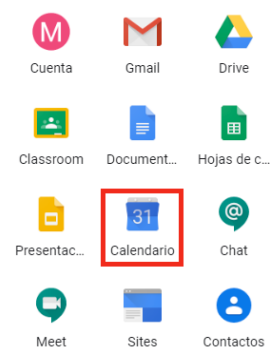 M
Cuenta Gmail Drive
Classroom Document... Hojas de c...
31
Presentac... Calendario Chat
Meet Sites Contactos